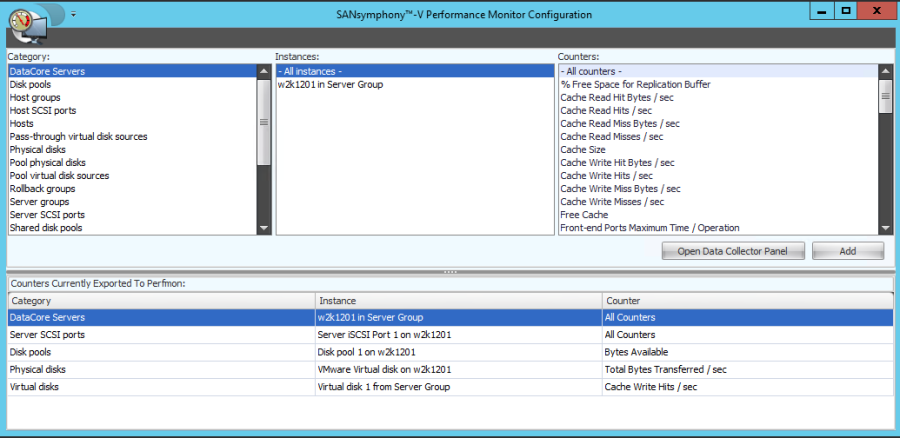 SANsymphony™-V Performance Monitor Configuration
Category:
DataCore Servers
Disk pools
Host groups
Host SCSI ports
Hosts
Pass-through virtual disk sources
Physical disks
Pool physical disks
Pool virtual disk sources
Rollback groups
Server groups
Server SCSI ports
Shared disk pools
Instances:
- All instances -
w2k1201 in Server Group
Counters:
- All counters -
% Free Space for Replication Buffer
Cache Read Hit Bytes / sec
Cache Read Hits / sec
Cache Read Miss Bytes / sec
Cache Read Misses / sec
Cache Size
Cache Write Hit Bytes / sec
Cache Write Hits / sec
Cache Write Miss Bytes / sec
Cache Write Misses / sec
Free Cache
Front-end Ports Maximum Time / Operation
Open Data Collector Panel Add
Counters Currently Exported To Perfmon:
Category Instance Counter
DataCore Servers w2k1201 in Server Group All Counters
Server SCSI ports Server iSCSI Port 1 on w2k1201 All Counters
Disk pools Disk pool 1 on w2k1201 Bytes Available
Physical disks VMware Virtual disk on w2k1201 Total Bytes Transferred / sec
Virtual disks Virtual disk 1 from Server Group Cache Write Hits / sec